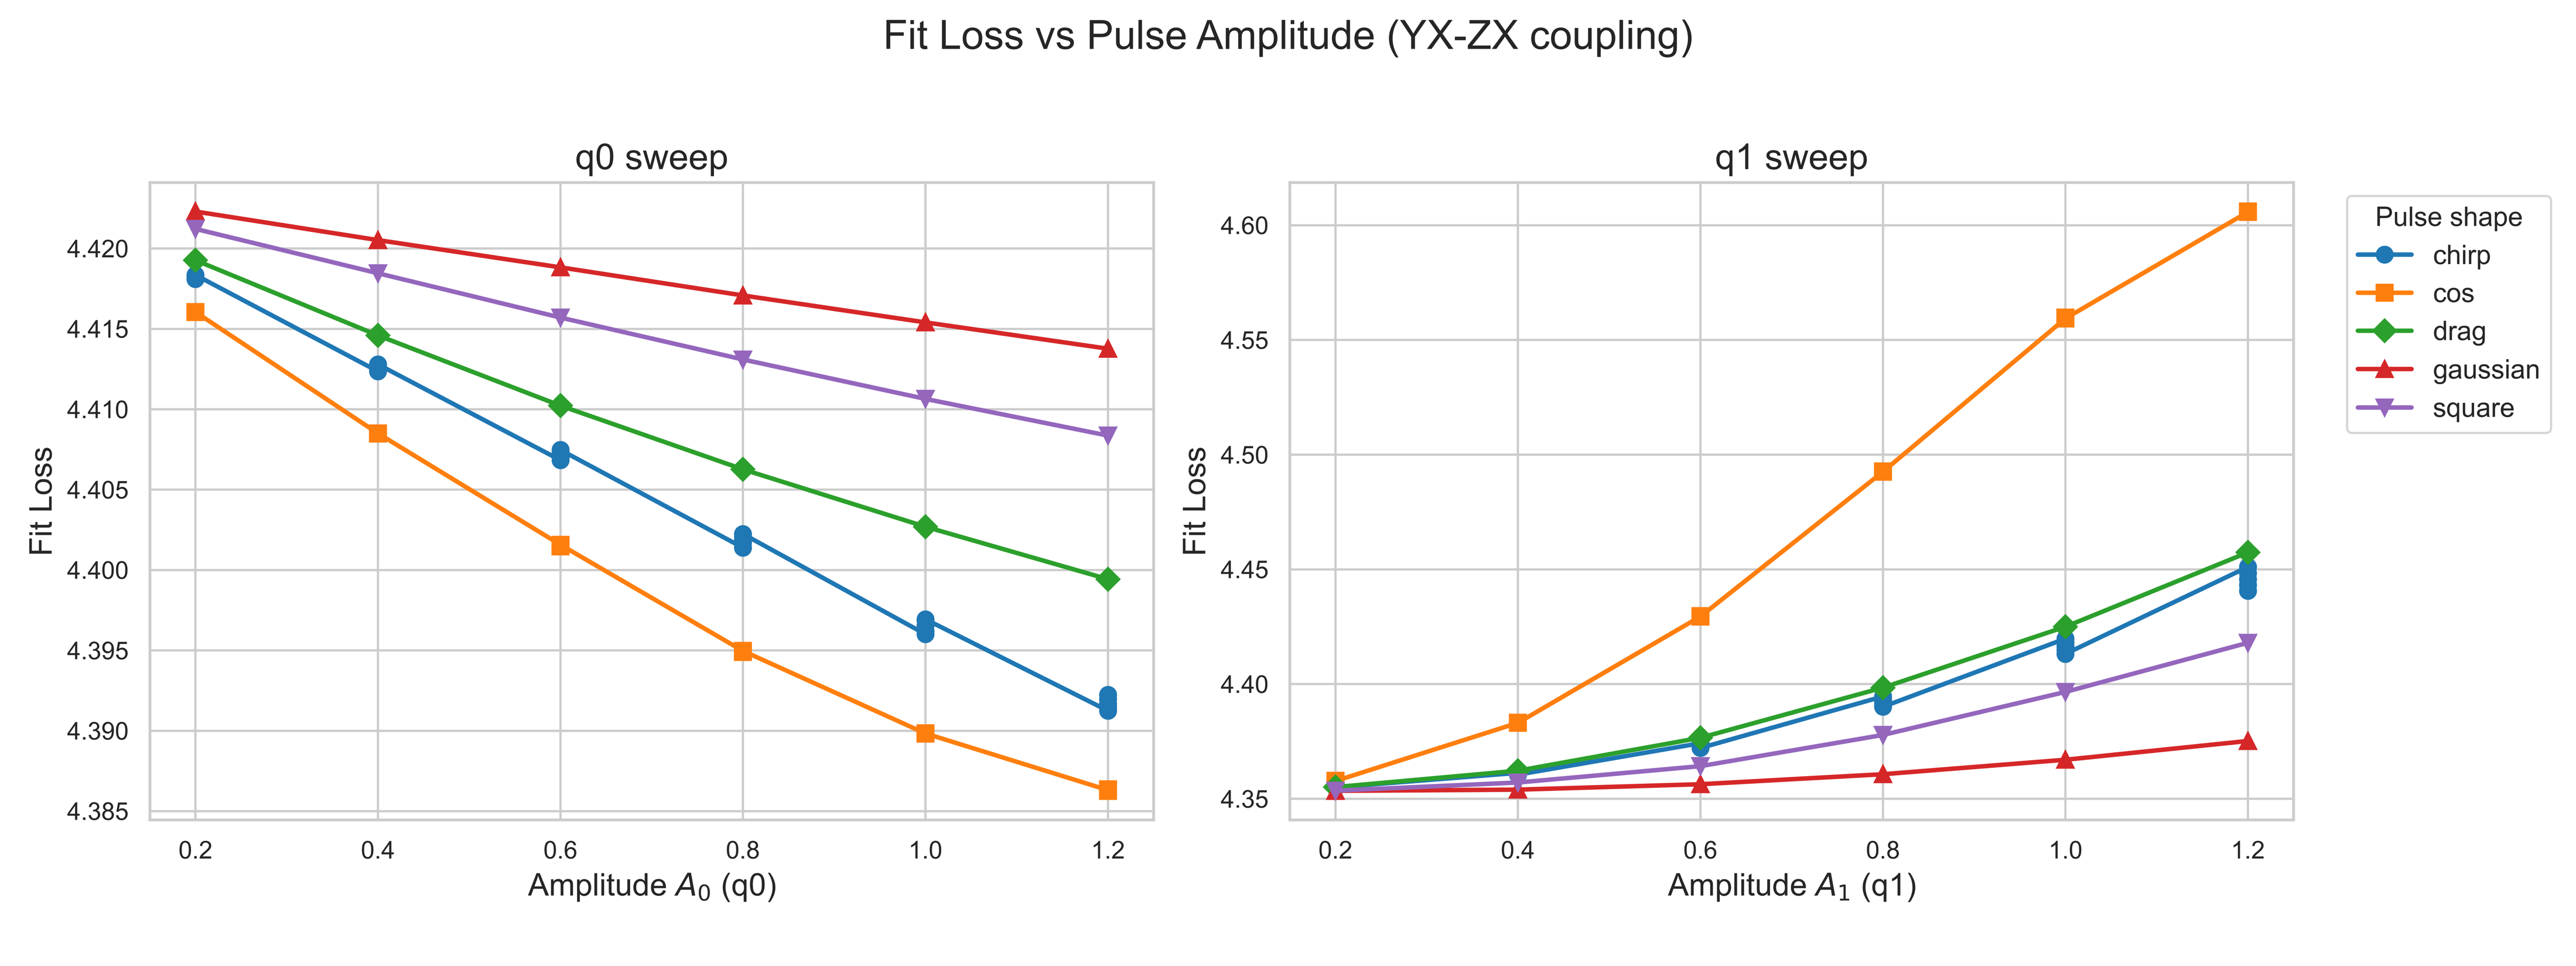 Fit Loss vs Pulse Amplitude (YX-ZX coupling)
q0 sweep
4.420
4.415
4.410
4.405
4.400
4.395
4.390
4.385
Fit Loss
0.2 0.4 0.6 0.8 1.0 1.2
Amplitude A₀ (q0)
q1 sweep
4.60
4.55
4.50
4.45
4.40
4.35
Fit Loss
0.2 0.4 0.6 0.8 1.0 1.2
Amplitude A₁ (q1)
Pulse shape
chirp
cos
drag
gaussian
square